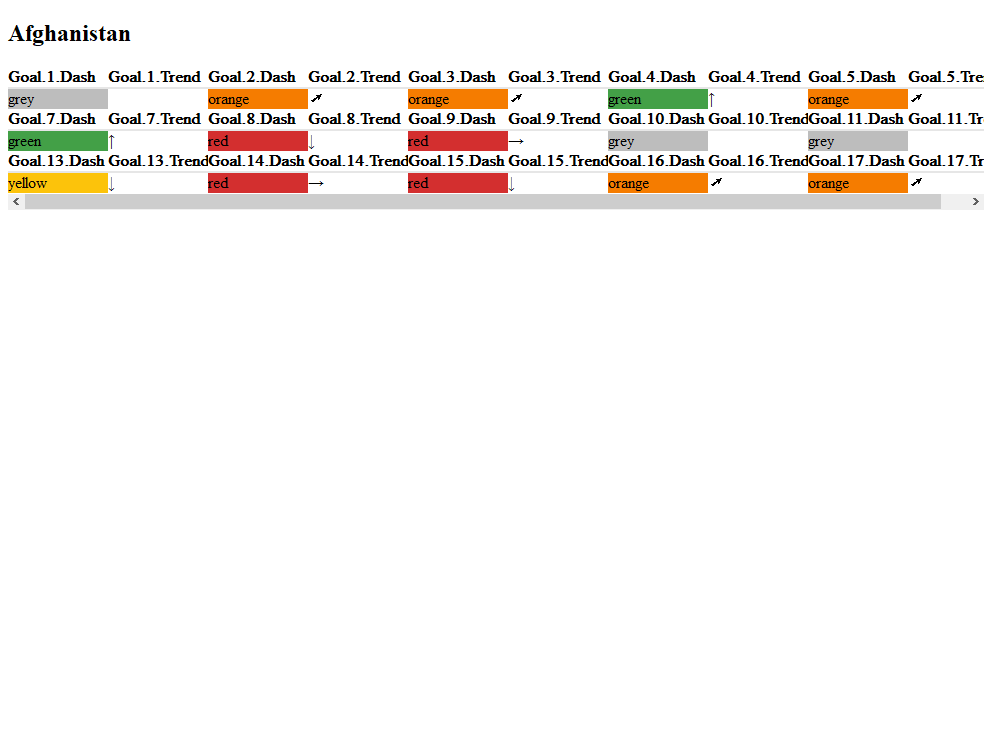 Afghanistan
Goal.1.Dash Goal.1.Trend Goal.2.Dash Goal.2.Trend Goal.3.Dash Goal.3.Trend Goal.4.Dash Goal.4.Trend Goal.5.Dash Goal.5.Tre
grey orange ➚ orange ➚ green ↑ orange ➚
Goal.7.Dash Goal.7.Trend Goal.8.Dash Goal.8.Trend Goal.9.Dash Goal.9.Trend Goal.10.Dash Goal.10.Trend Goal.11.Dash Goal.11.Tr
green ↑ red ↓ red → grey grey
Goal.13.Dash Goal.13.Trend Goal.14.Dash Goal.14.Trend Goal.15.Dash Goal.15.Trend Goal.16.Dash Goal.16.Trend Goal.17.Dash Goal.17.Tr
yellow ↓ red → red ↓ orange ➚ orange ➚